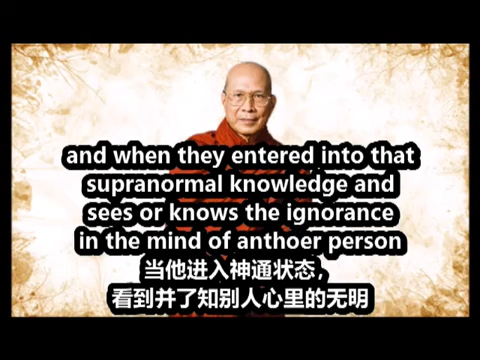 and when they entered into that
supranormal knowledge and
sees or knows the ignorance
in the mind of anthoer person
当他进入神通状态，
看到并了知别人心里的无明